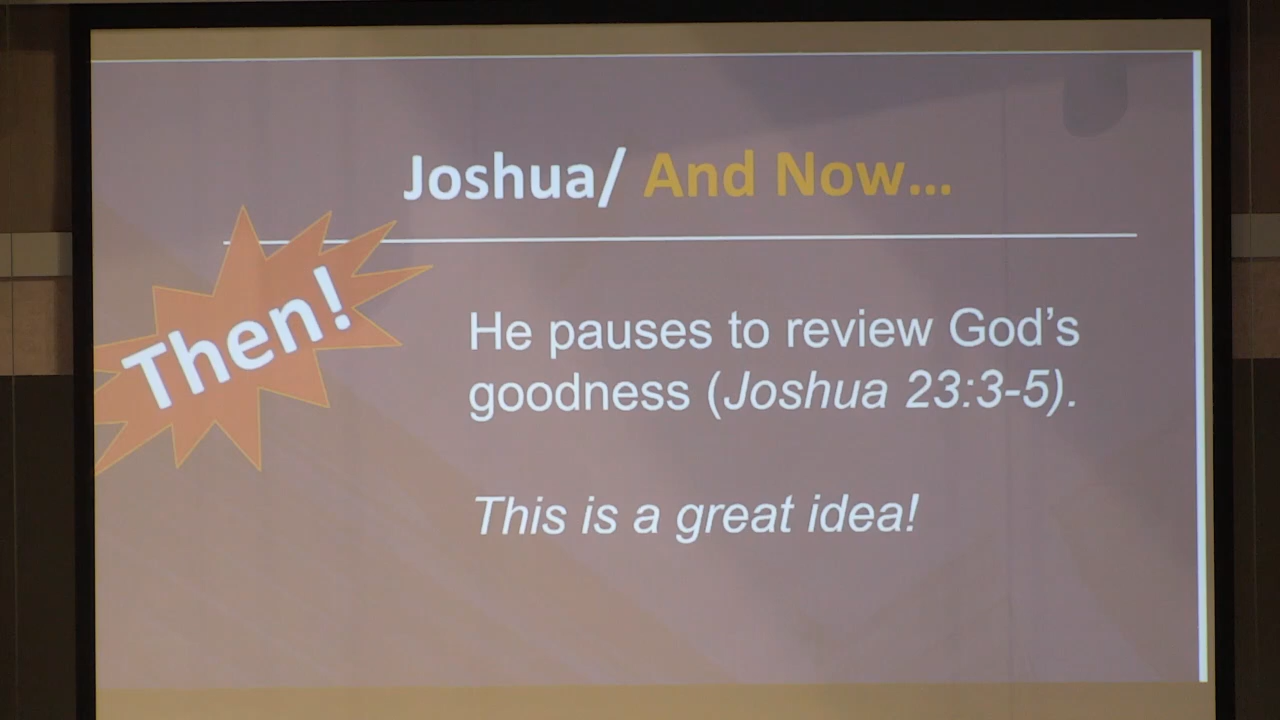 Joshua/ And Now...
Then!
He pauses to review God's
goodness (Joshua 23:3-5).
This is a great idea!